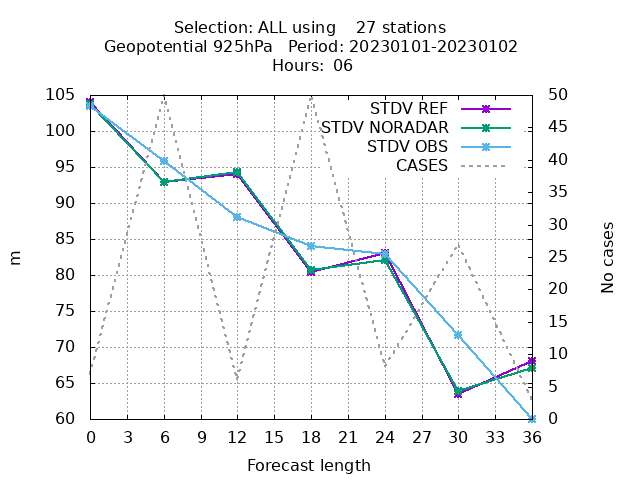 Selection: ALL using    27 stations
Geopotential 925hPa   Period: 20230101-20230102
Hours:  06
STDV REF
STDV NORADAR
STDV OBS
CASES
105
100
95
90
85
80
75
70
65
60
m
50
45
40
35
30
25
20
15
10
5
0
No cases
0 3 6 9 12 15 18 21 24 27 30 33 36
Forecast length